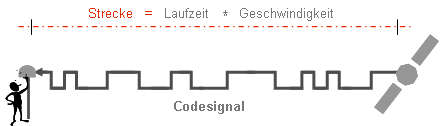 Strecke = Laufzeit * Geschwindigkeit
Codesignal